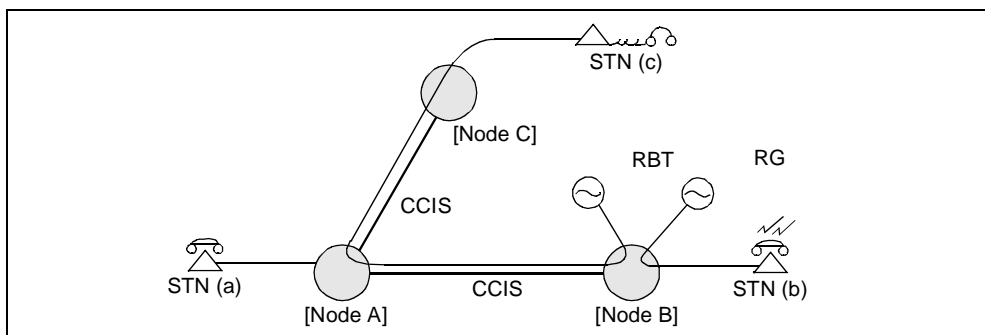 STN (c)
[Node C]
RBT
RG
CCIS
STN (a)
CCIS
STN (b)
[Node A]
[Node B]